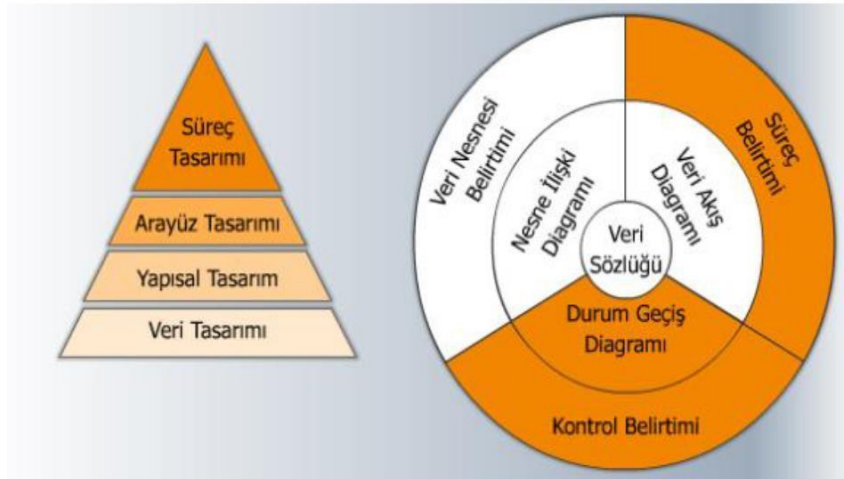 Süreç
Tasarımı
Arayüz Tasarımı
Yapısal Tasarım
Veri Tasarımı
Veri Nesnesi
Belirtimi
Nesne İlişki
Diagramı
Veri Akış
Diagramı
Süreç
Belirtimi
Veri
Sözlüğü
Durum Geçiş
Diagramı
Kontrol Belirtimi